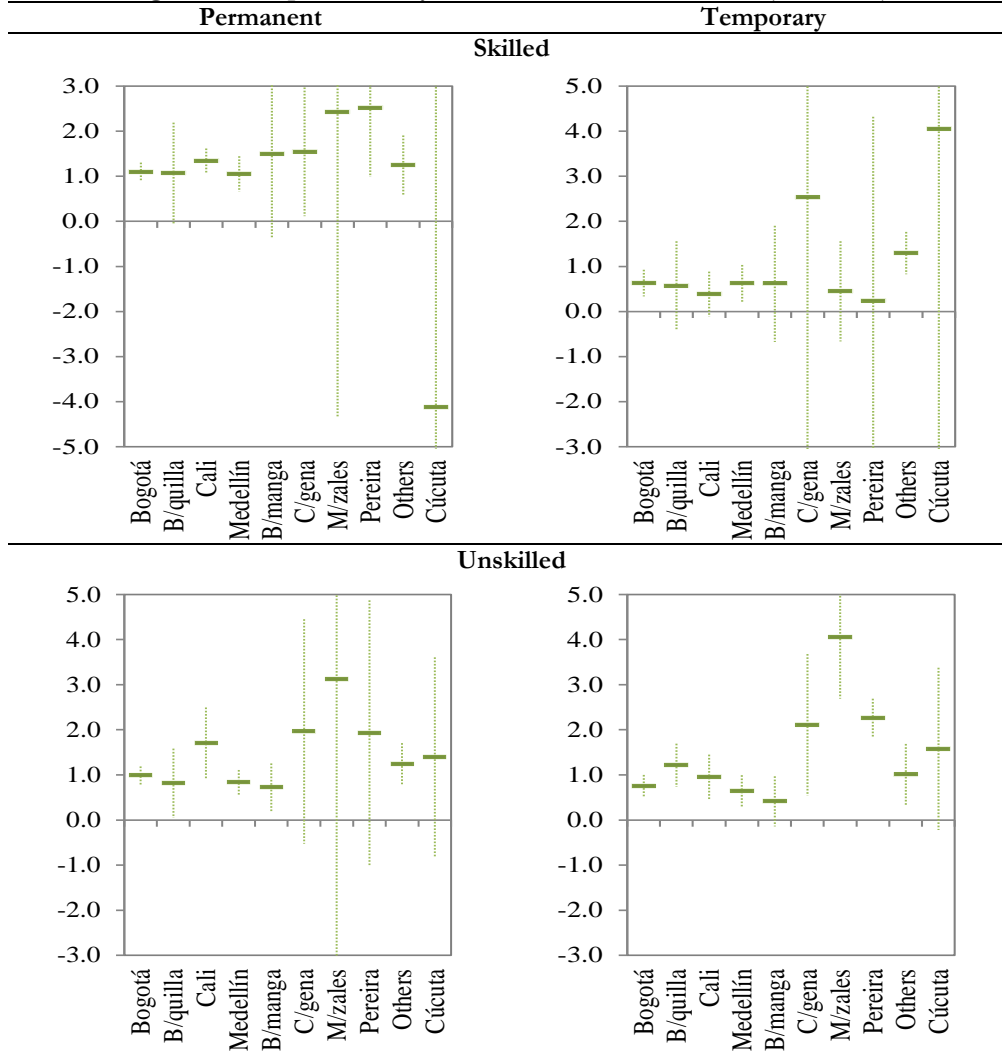 Permanent Temporary
Skilled
3.0
2.0
1.0
0.0
-1.0
-2.0
-3.0
-4.0
-5.0
Bogotá
B/quilla
Cali
Medellín
B/manga
C/gena
M/zales
Pereira
Others
Cúcuta
5.0
4.0
3.0
2.0
1.0
0.0
-1.0
-2.0
-3.0
Bogotá
B/quilla
Cali
Medellín
B/manga
C/gena
M/zales
Pereira
Others
Cúcuta
Unskilled
5.0
4.0
3.0
2.0
1.0
0.0
-1.0
-2.0
-3.0
Bogotá
B/quilla
Cali
Medellín
B/manga
C/gena
M/zales
Pereira
Others
Cúcuta
5.0
4.0
3.0
2.0
1.0
0.0
-1.0
-2.0
-3.0
Bogotá
B/quilla
Cali
Medellín
B/manga
C/gena
M/zales
Pereira
Others
Cúcuta